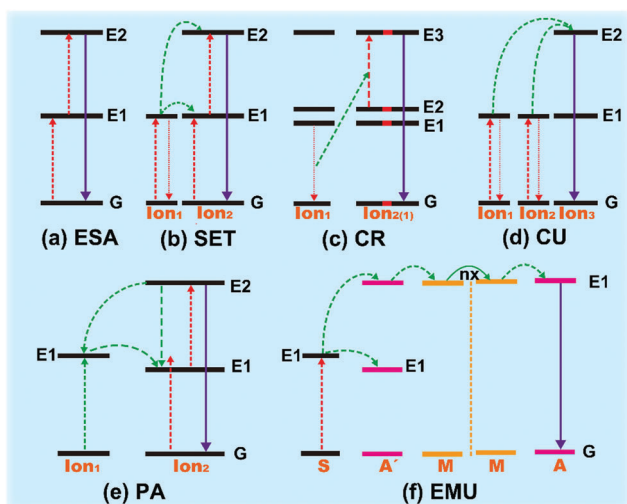 E2
E1
G
(a) ESA
E2
E1
Ion1 Ion2
(b) SET
E3
E2
E1
G
Ion1 Ion2(1)
(c) CR
E2
E1
G
Ion1 Ion2 Ion3
(d) CU
E2
E1
E1
G
Ion1 Ion2
(e) PA
nx
E1
E1
E1
G
S A´ M M A
(f) EMU